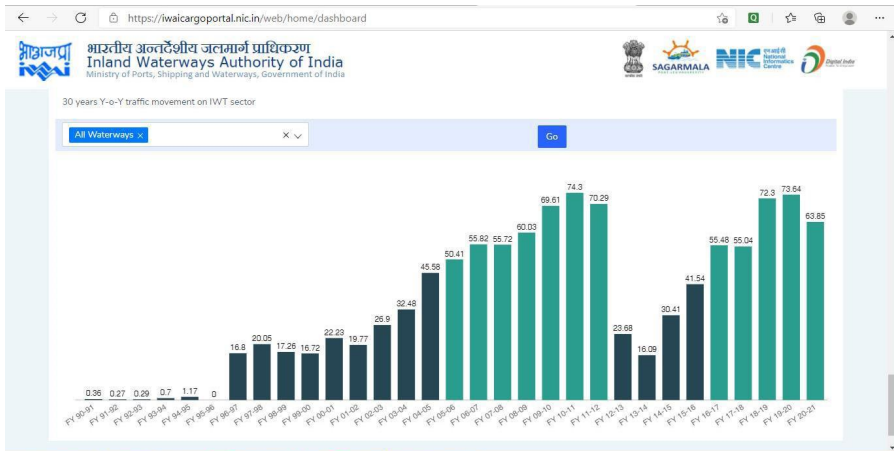 https://iwaicargoportal.nic.in/web/home/dashboard
भाअजप्रा
भारतीय अन्तर्देशीय जलमार्ग प्राधिकरण
Inland Waterways Authority of India
Ministry of Ports, Shipping and Waterways, Government of India
SAGARMALA
NIC
National
Informatics
Centre
Digital India
30 years Y-o-Y traffic movement on IWT sector
All Waterways ×
Go
0.36 0.27 0.29 0.7 1.17 0 16.8 20.05 17.26 16.72 22.23 19.77 26.9 32.48 45.58 50.41 55.82 55.72 60.03 69.61 74.3 70.29 23.68 16.09 30.41 41.54 55.48 55.04 72.3 73.64 63.85
FY 90-91 FY 91-92 FY 92-93 FY 93-94 FY 94-95 FY 95-96 FY 96-97 FY 97-98 FY 98-99 FY 99-00 FY 00-01 FY 01-02 FY 02-03 FY 03-04 FY 04-05 FY 05-06 FY 06-07 FY 07-08 FY 08-09 FY 09-10 FY 10-11 FY 11-12 FY 12-13 FY 13-14 FY 14-15 FY 15-16 FY 16-17 FY 17-18 FY 18-19 FY 19-20 FY 20-21